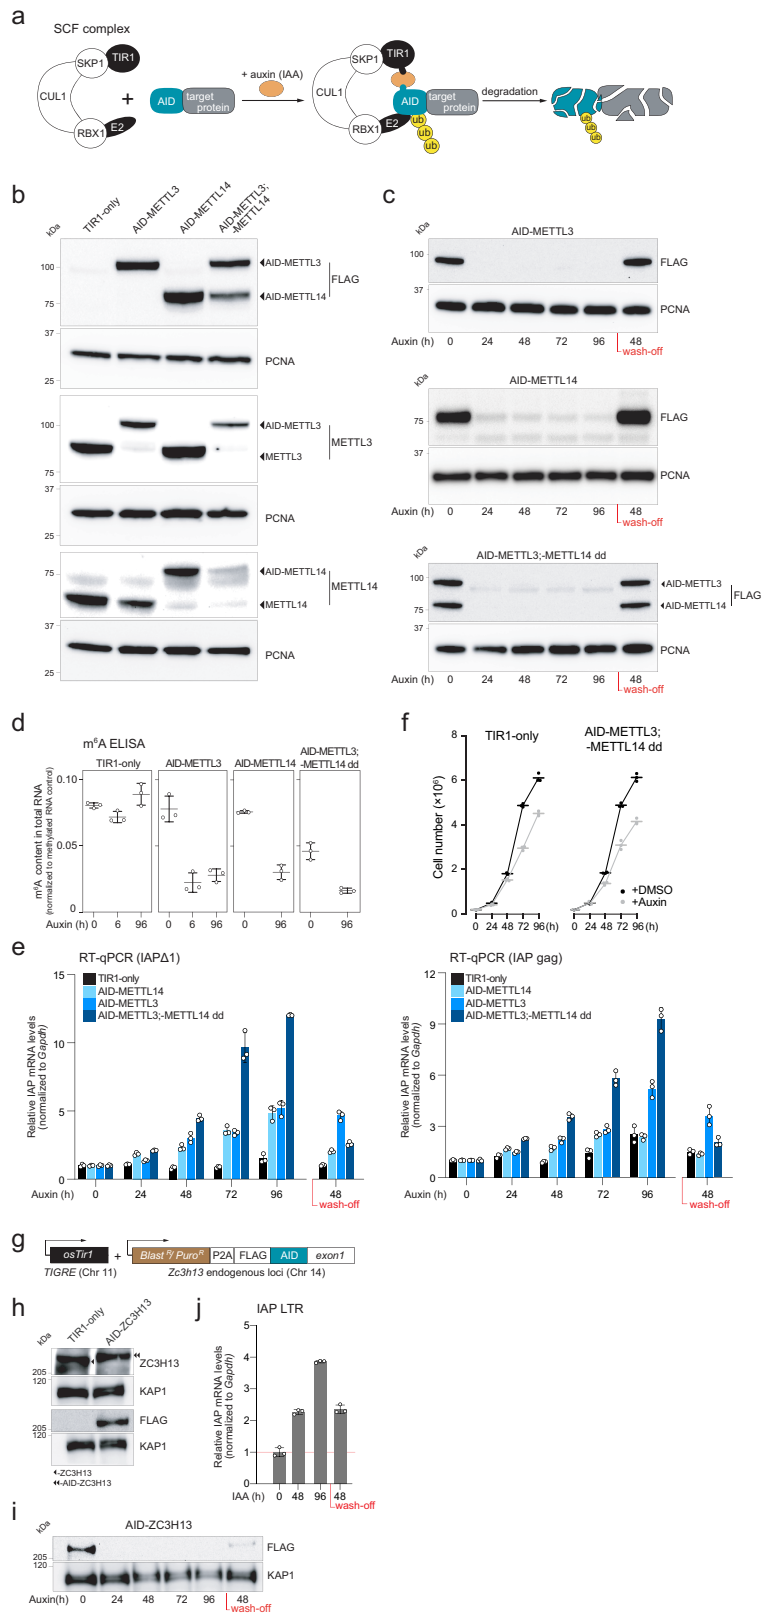 a
SCF complex
SKP1
TIR1
CUL1
RBX1
E2
+
AID
target
protein
+ auxin (IAA)
SKP1
TIR1
CUL1
AID
target
protein
RBX1
E2
ub
ub
ub
degradation
ub
ub
ub
b
kDa
TIR1-only
AID-METTL3
AID-METTL14
AID-METTL3;
-METTL14
100
75
AID-METTL3
AID-METTL14
FLAG
37
25
PCNA
100
75
AID-METTL3
METTL3
METTL3
37
25
PCNA
75
AID-METTL14
METTL14
METTL14
37
25
PCNA
c
AID-METTL3
kDa
100
FLAG
37
PCNA
Auxin (h) 0 24 48 72 96 48
wash-off
AID-METTL14
kDa
75
FLAG
37
PCNA
Auxin (h) 0 24 48 72 96 48
wash-off
AID-METTL3;-METTL14 dd
kDa
100
75
AID-METTL3
AID-METTL14
FLAG
37
PCNA
Auxin (h) 0 24 48 72 96 48
wash-off
d
m⁶A ELISA
TIR1-only
AID-METTL3
AID-METTL14
AID-METTL3;
-METTL14 dd
m⁶A content in total RNA
(normalized to methylated RNA control)
0.10
0.05
0
Auxin (h) 0 6 96 0 6 96 0 96 0 96
f
TIR1-only
AID-METTL3;
-METTL14 dd
Cell number (×10⁶)
8
6
4
2
0
0 24 48 72 96 (h)
0 24 48 72 96 (h)
+DMSO
+Auxin
e
RT-qPCR (IAPΔ1)
TIR1-only
AID-METTL14
AID-METTL3
AID-METTL3;-METTL14 dd
Relative IAP mRNA levels
(normalized to Gapdh)
15
10
5
0
Auxin (h) 0 24 48 72 96 48
wash-off
RT-qPCR (IAP gag)
TIR1-only
AID-METTL14
AID-METTL3
AID-METTL3;-METTL14 dd
Relative IAP mRNA levels
(normalized to Gapdh)
12
9
6
3
0
Auxin (h) 0 24 48 72 96 48
wash-off
g
osTir1
+
Blast ᴿ/ Puroᴿ P2A FLAG AID exon1
TIGRE (Chr 11)
Zc3h13 endogenous loci (Chr 14)
h
kDa
TIR1-only
AID-ZC3H13
ZC3H13
205
120
KAP1
FLAG
205
120
KAP1
-ZC3H13
-AID-ZC3H13
j
IAP LTR
Relative IAP mRNA levels
(normalized to Gapdh)
5
4
3
2
1
0
IAA (h) 0 48 96 48
wash-off
i
AID-ZC3H13
kDa
FLAG
205
120
KAP1
Auxin(h) 0 24 48 72 96 48
wash-off